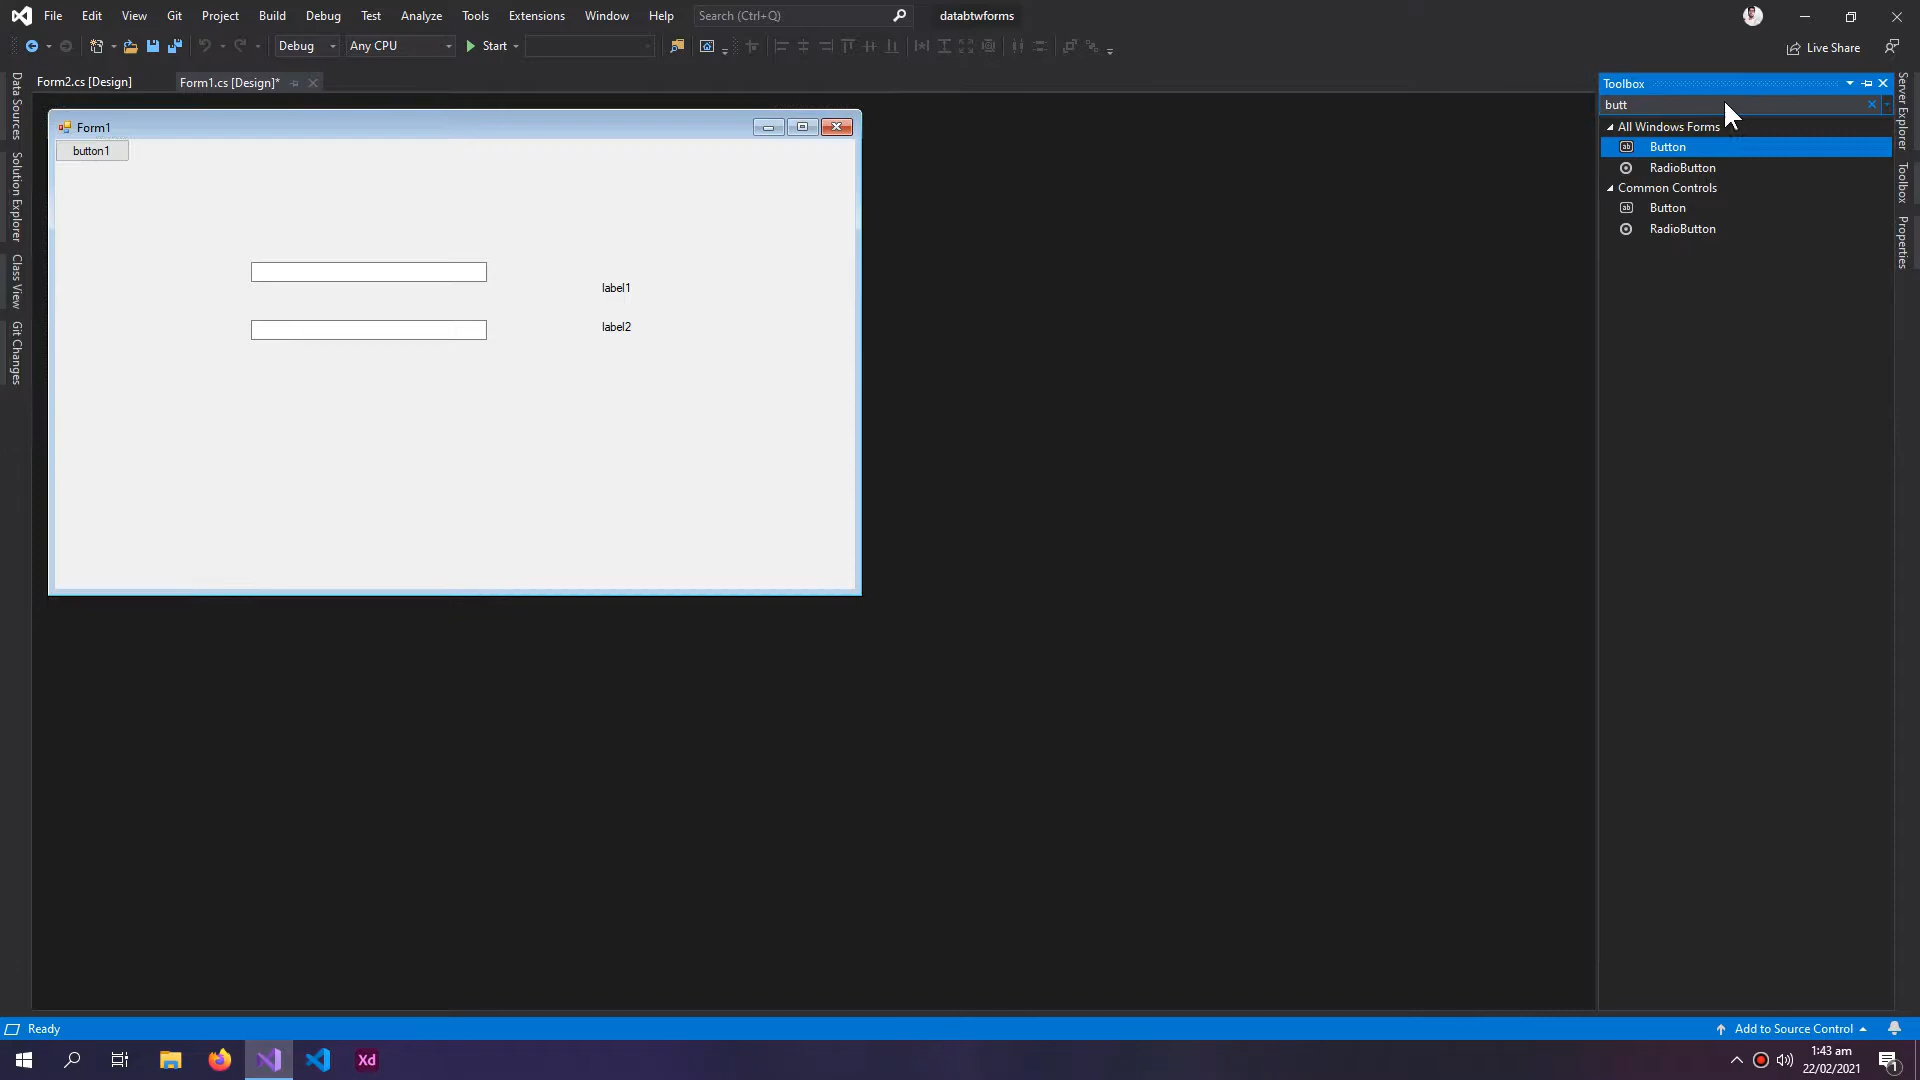 File Edit View Git Project Build Debug Test Analyze Tools Extensions Window Help Search (Ctrl+Q) databtwforms
Debug Any CPU Start Live Share
Form2.cs [Design] Form1.cs [Design]*
Data Sources
Solution Explorer
Class View
Git Changes
Form1
button1
label1
label2
Toolbox
butt
All Windows Forms
Button
RadioButton
Common Controls
Button
RadioButton
Server Explorer
Toolbox
Properties
Ready Add to Source Control
Xd
1:43 am
22/02/2021
1